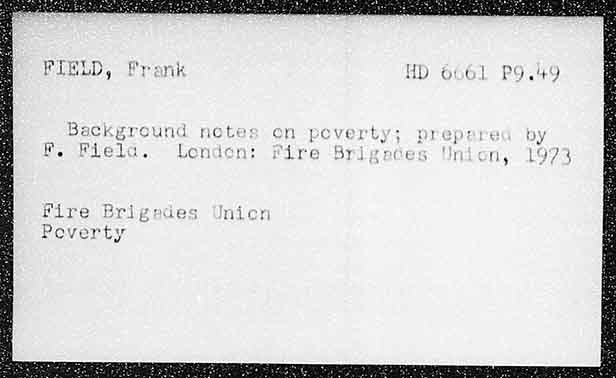 FIELD, Frank HD 6661 P9.49
Background notes on poverty; prepared by
F. Field. London: Fire Brigades Union, 1973
Fire Brigades Union
Poverty